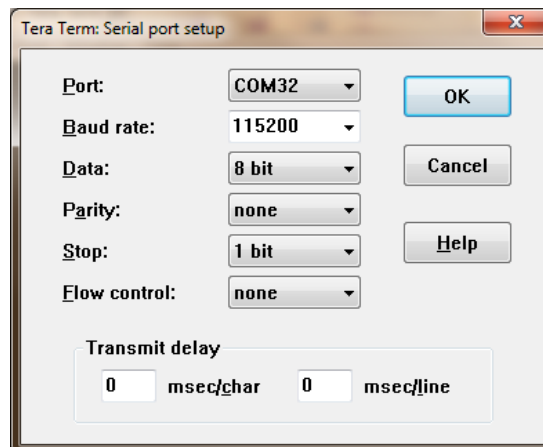 Tera Term: Serial port setup
Port: COM32
OK
Baud rate: 115200
Data: 8 bit
Cancel
Parity: none
Stop: 1 bit
Help
Flow control: none
Transmit delay
0 msec/char 0 msec/line